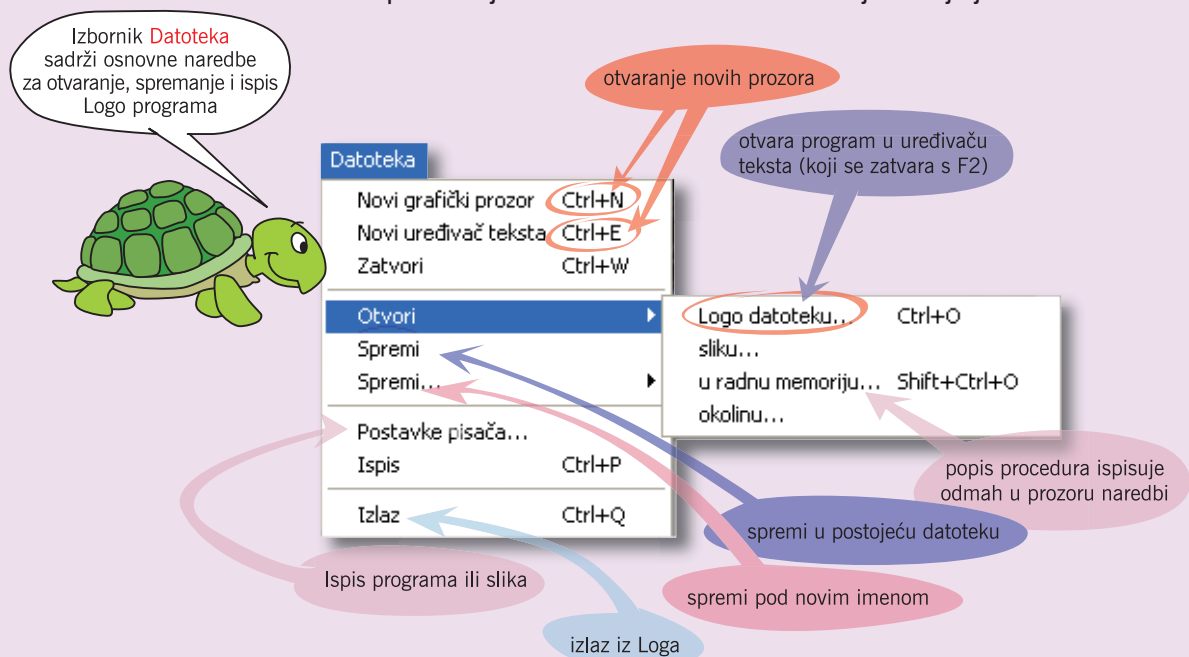 Izbornik Datoteka
sadrži osnovne naredbe
za otvaranje, spremanje i ispis
Logo programa
otvaranje novih prozora
otvara program u uređivaču
teksta (koji se zatvara s F2)
Datoteka
Novi grafički prozor Ctrl+N
Novi uređivač teksta Ctrl+E
Zatvori Ctrl+W
Otvori
Spremi
Spremi...
Postavke pisača...
Ispis Ctrl+P
Izlaz Ctrl+Q
Logo datoteku... Ctrl+O
sliku...
u radnu memoriju... Shift+Ctrl+O
okolinu...
popis procedura ispisuje
odmah u prozoru naredbi
spremi u postojeću datoteku
Ispis programa ili slika
spremi pod novim imenom
izlaz iz Loga